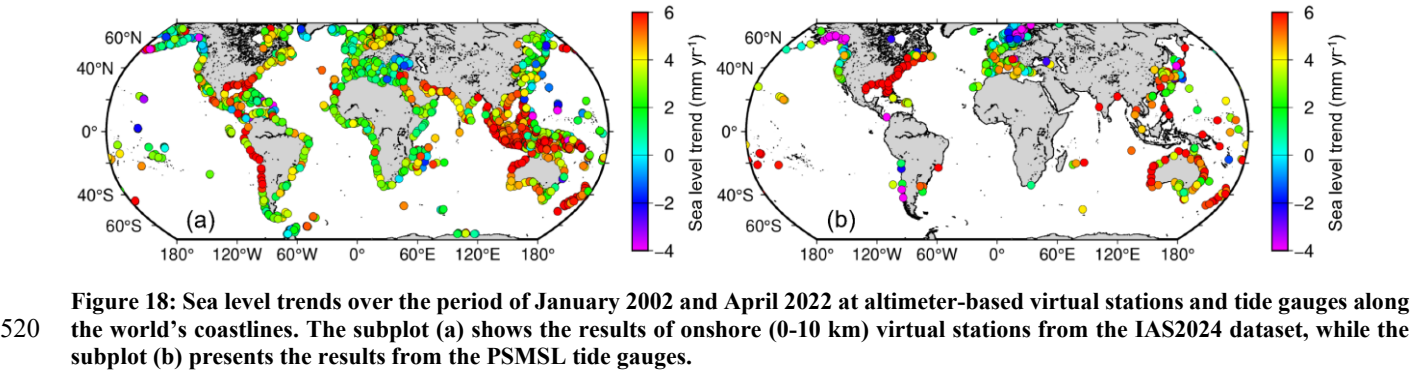 60°N
40°N
0°
40°S
60°S
(a)
180° 120°W 60°W 0° 60°E 120°E 180°
6
4
2
0
−2
−4
Sea level trend (mm yr⁻¹)
60°N
40°N
0°
40°S
60°S
(b)
180° 120°W 60°W 0° 60°E 120°E 180°
6
4
2
0
−2
−4
Sea level trend (mm yr⁻¹)
Figure 18: Sea level trends over the period of January 2002 and April 2022 at altimeter-based virtual stations and tide gauges along
520 the world’s coastlines. The subplot (a) shows the results of onshore (0-10 km) virtual stations from the IAS2024 dataset, while the
subplot (b) presents the results from the PSMSL tide gauges.